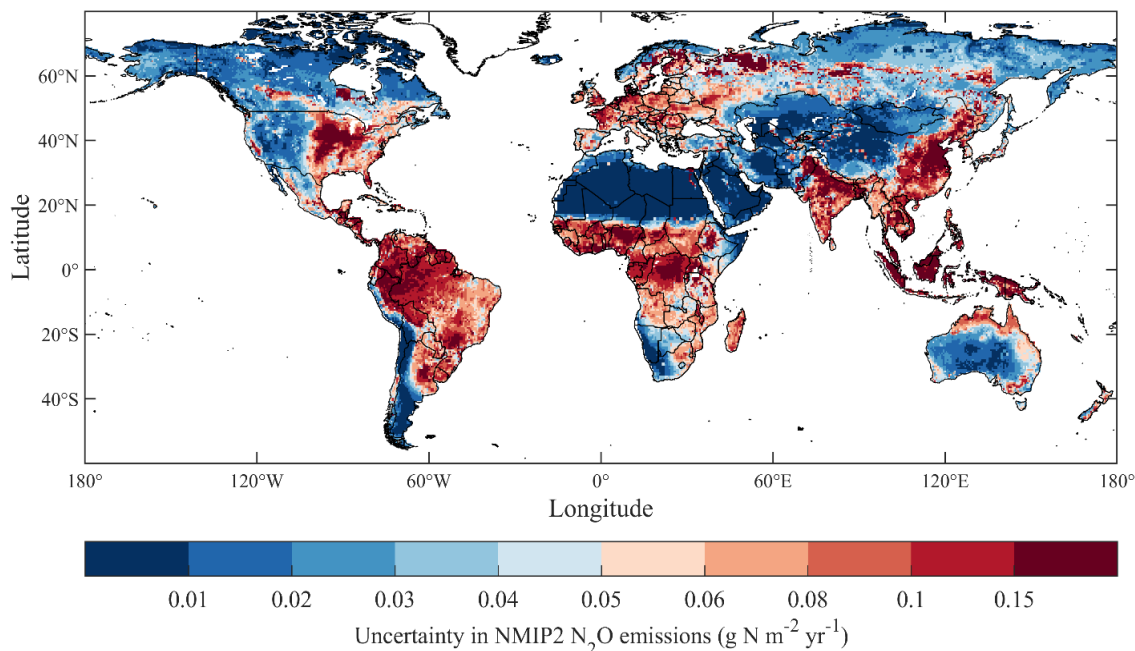 60°N
40°N
20°N
0°
20°S
40°S
Latitude
180° 120°W 60°W 0° 60°E 120°E 180°
Longitude
0.01 0.02 0.03 0.04 0.05 0.06 0.08 0.1 0.15
Uncertainty in NMIP2 N₂O emissions (g N m⁻² yr⁻¹)